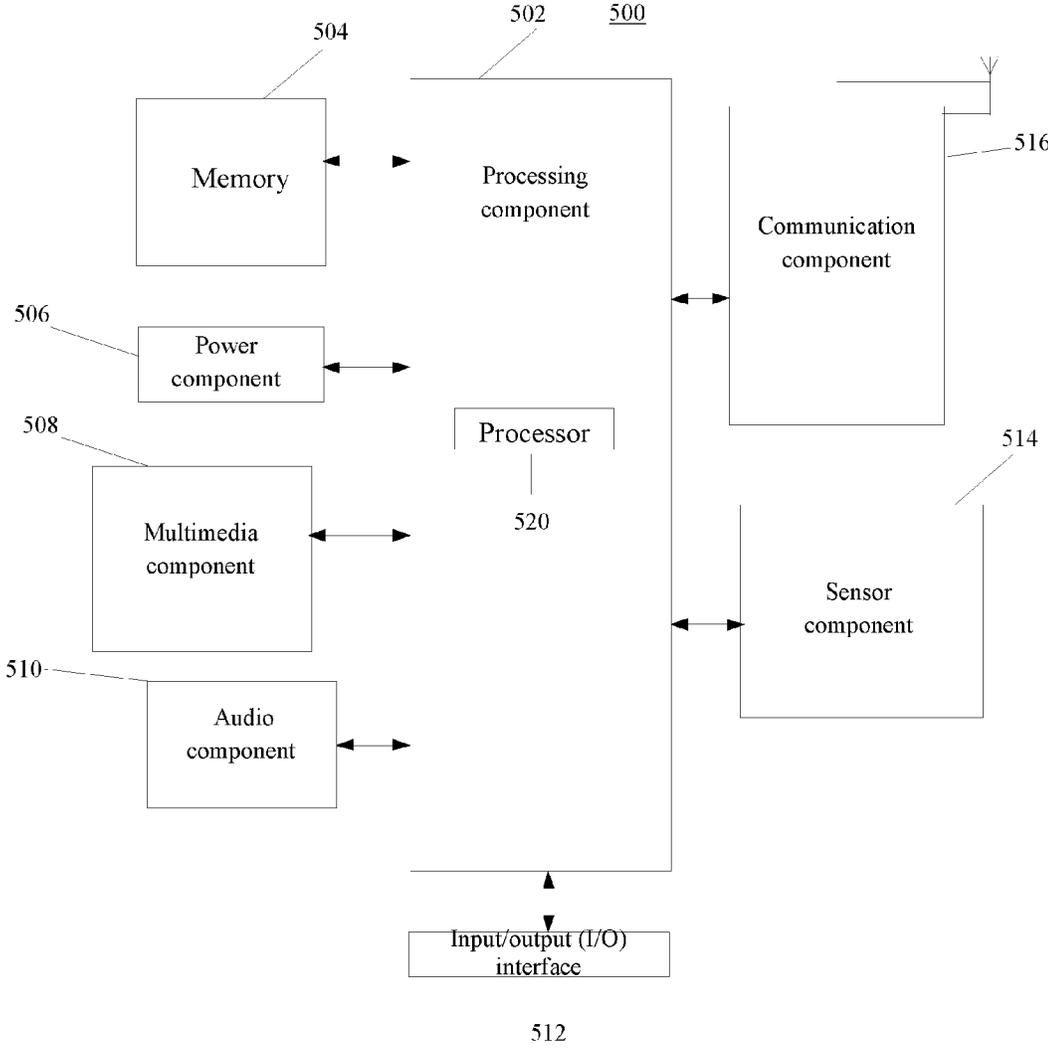 502
500
504
Memory
Processing
component
516
Communication
component
506
Power
component
508
Processor
514
520
Multimedia
component
Sensor
component
510
Audio
component
Input/output (I/O)
interface
512